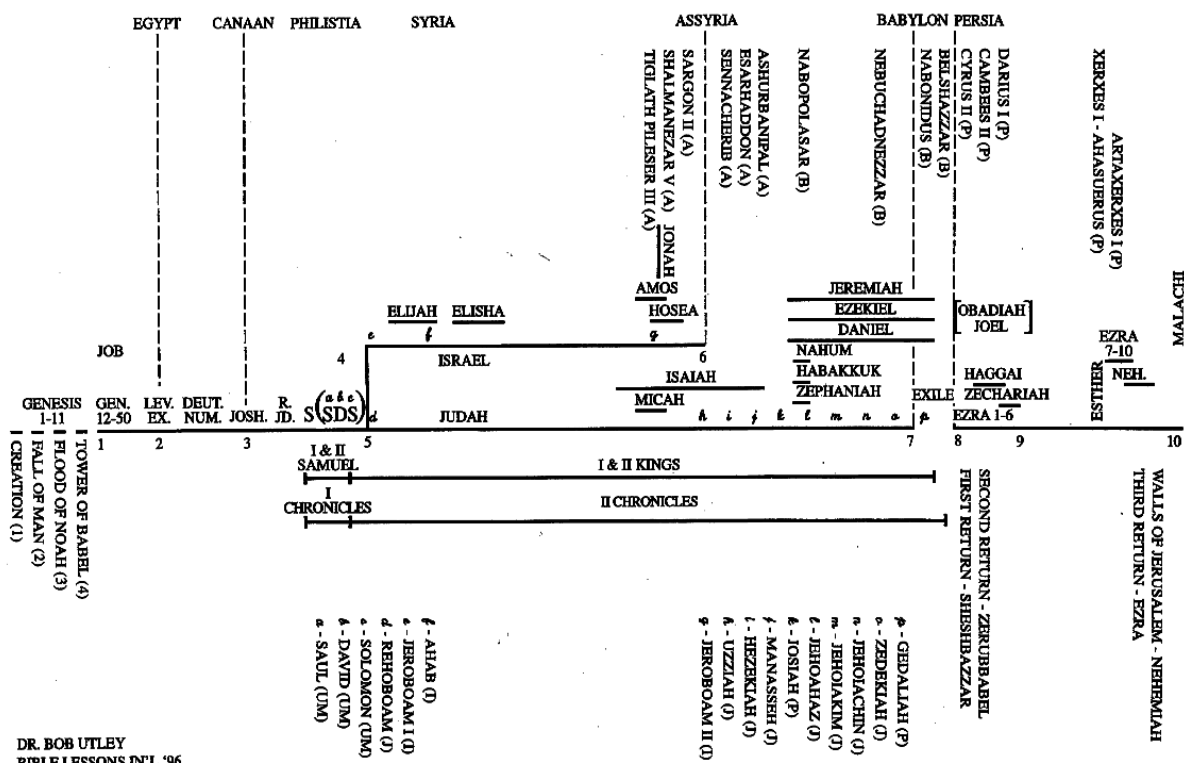 EGYPT CANAAN PHILISTIA SYRIA ASSYRIA BABYLON PERSIA
TIGLATH PILESER III (A)
SHALMANEZAR V (A)
SARGON II (A)
SENNACHERIB (A)
ESARHADDON (A)
ASHURBANIPAL (A)
NABOPOLASAR (B)
NEBUCHADNEZZAR (B)
NABONIDUS (B)
BELSHAZZAR (B)
CYRUS II (P)
CAMBEES II (P)
DARIUS I (P)
XERXES I - AHASUERUS (P)
ARTAXERXES I (P)
JONAH
AMOS
HOSEA
ELIJAH ELISHA
e f g
JEREMIAH
EZEKIEL
DANIEL
OBADIAH
JOEL
MALACHI
JOB
4
ISRAEL
6
ISAIAH
MICAH
NAHUM
HABAKKUK
ZEPHANIAH
HAGGAI
ZECHARIAH
ESTHER
EZRA
7-10
NEH.
GENESIS
1-11
GEN.
12-50
LEV.
EX.
DEUT.
NUM.
JOSH.
R.
JD.
a b c
S(SDS)
d JUDAH h i j k l m n o p
EXILE
EZRA 1-6
1 2 3 5 7 8 9 10
CREATION (1)
FALL OF MAN (2)
FLOOD OF NOAH (3)
TOWER OF BABEL (4)
I & II
SAMUEL
I & II KINGS
I
CHRONICLES
II CHRONICLES
FIRST RETURN - SHESHBAZZAR
SECOND RETURN - ZERUBBABEL
THIRD RETURN - EZRA
WALLS OF JERUSALEM - NEHEMIAH
a - SAUL (UM)
b - DAVID (UM)
c - SOLOMON (UM)
d - REHOBOAM (J)
e - JEROBOAM I (I)
f - AHAB (I)
g - JEROBOAM II (I)
h - UZZIAH (J)
i - HEZEKIAH (J)
j - MANASSEH (J)
k - JOSIAH (P)
l - JEHOAHAZ (J)
m - JEHOIAKIM (J)
n - JEHOIACHIN (J)
o - ZEDEKIAH (J)
p - GEDALIAH (P)
DR. BOB UTLEY
BIBLE LESSONS IN'L '96